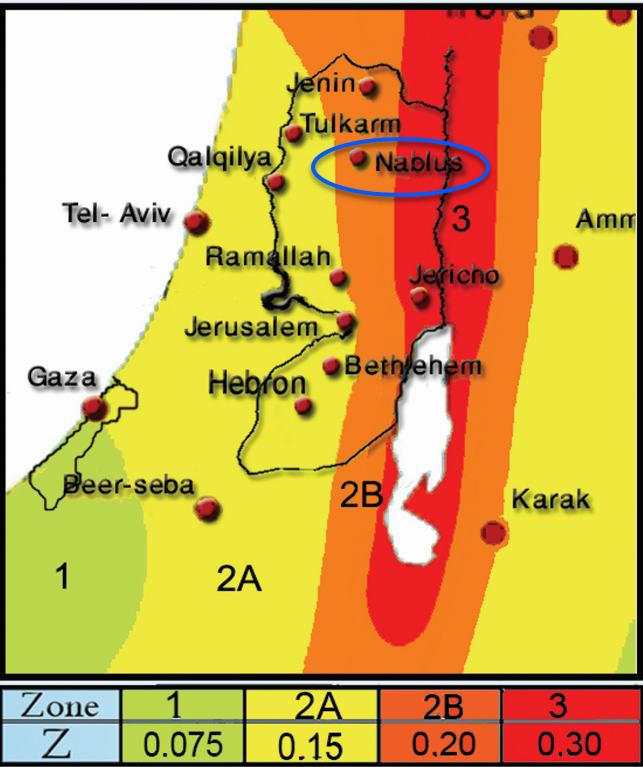 Jenin
Tulkarm
Qalqilya
Nablus
Tel- Aviv
3
Amm
Ramallah
Jericho
Jerusalem
Gaza
Hebron
Bethlehem
Beer-seba
2B
Karak
1
2A
Zone 1 2A 2B 3
Z 0.075 0.15 0.20 0.30